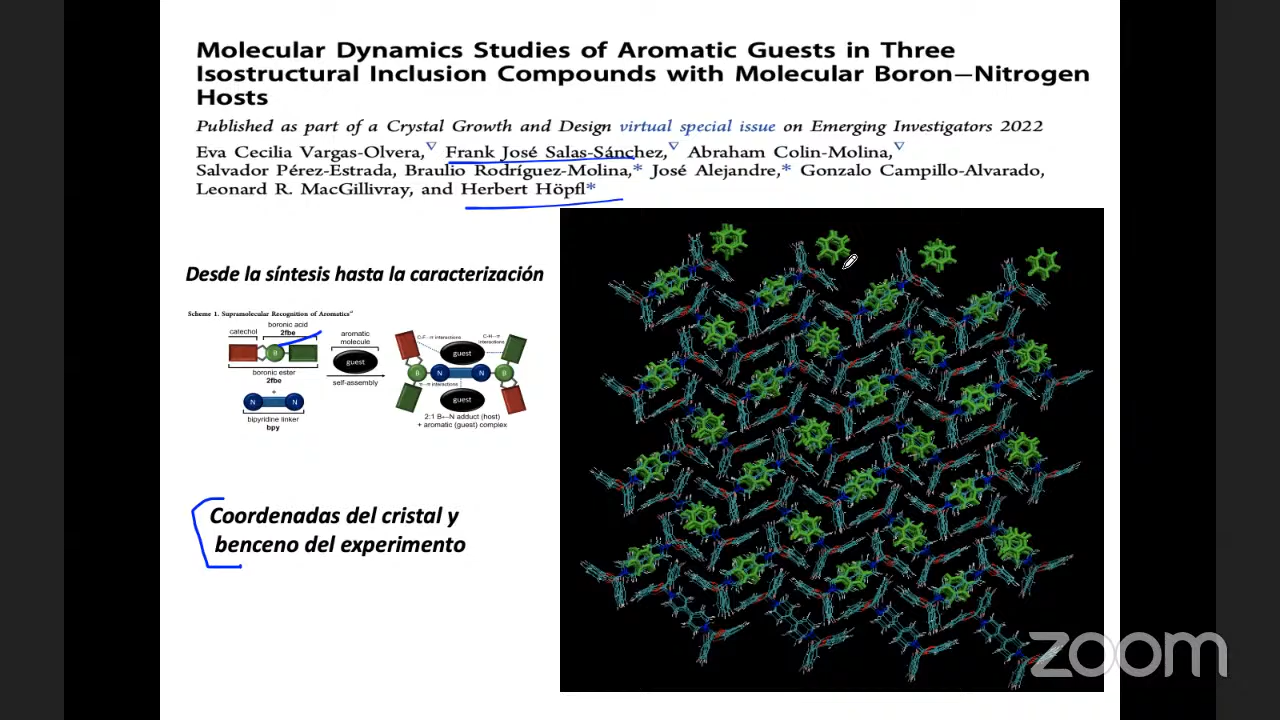 Molecular Dynamics Studies of Aromatic Guests in Three
Isostructural Inclusion Compounds with Molecular Boron−Nitrogen
Hosts
Published as part of a Crystal Growth and Design virtual special issue on Emerging Investigators 2022
Eva Cecilia Vargas-Olvera,▽ Frank José Salas-Sánchez,▽ Abraham Colin-Molina,▽
Salvador Pérez-Estrada, Braulio Rodríguez-Molina,* José Alejandre,* Gonzalo Campillo-Alvarado,
Leonard R. MacGillivray, and Herbert Höpfl*
Desde la síntesis hasta la caracterización
Scheme 1. Supramolecular Recognition of Aromatics
catechol
boronic acid
2fbe
B
boronic ester
2fbe
+
N N
bipyridine linker
bpy
aromatic
molecule
guest
self-assembly
C-F···π interactions
C-H···π
interactions
guest
B N N B
π···π interactions
guest
2:1 B←N adduct (host)
+ aromatic (guest) complex
Coordenadas del cristal y
benceno del experimento
zoom